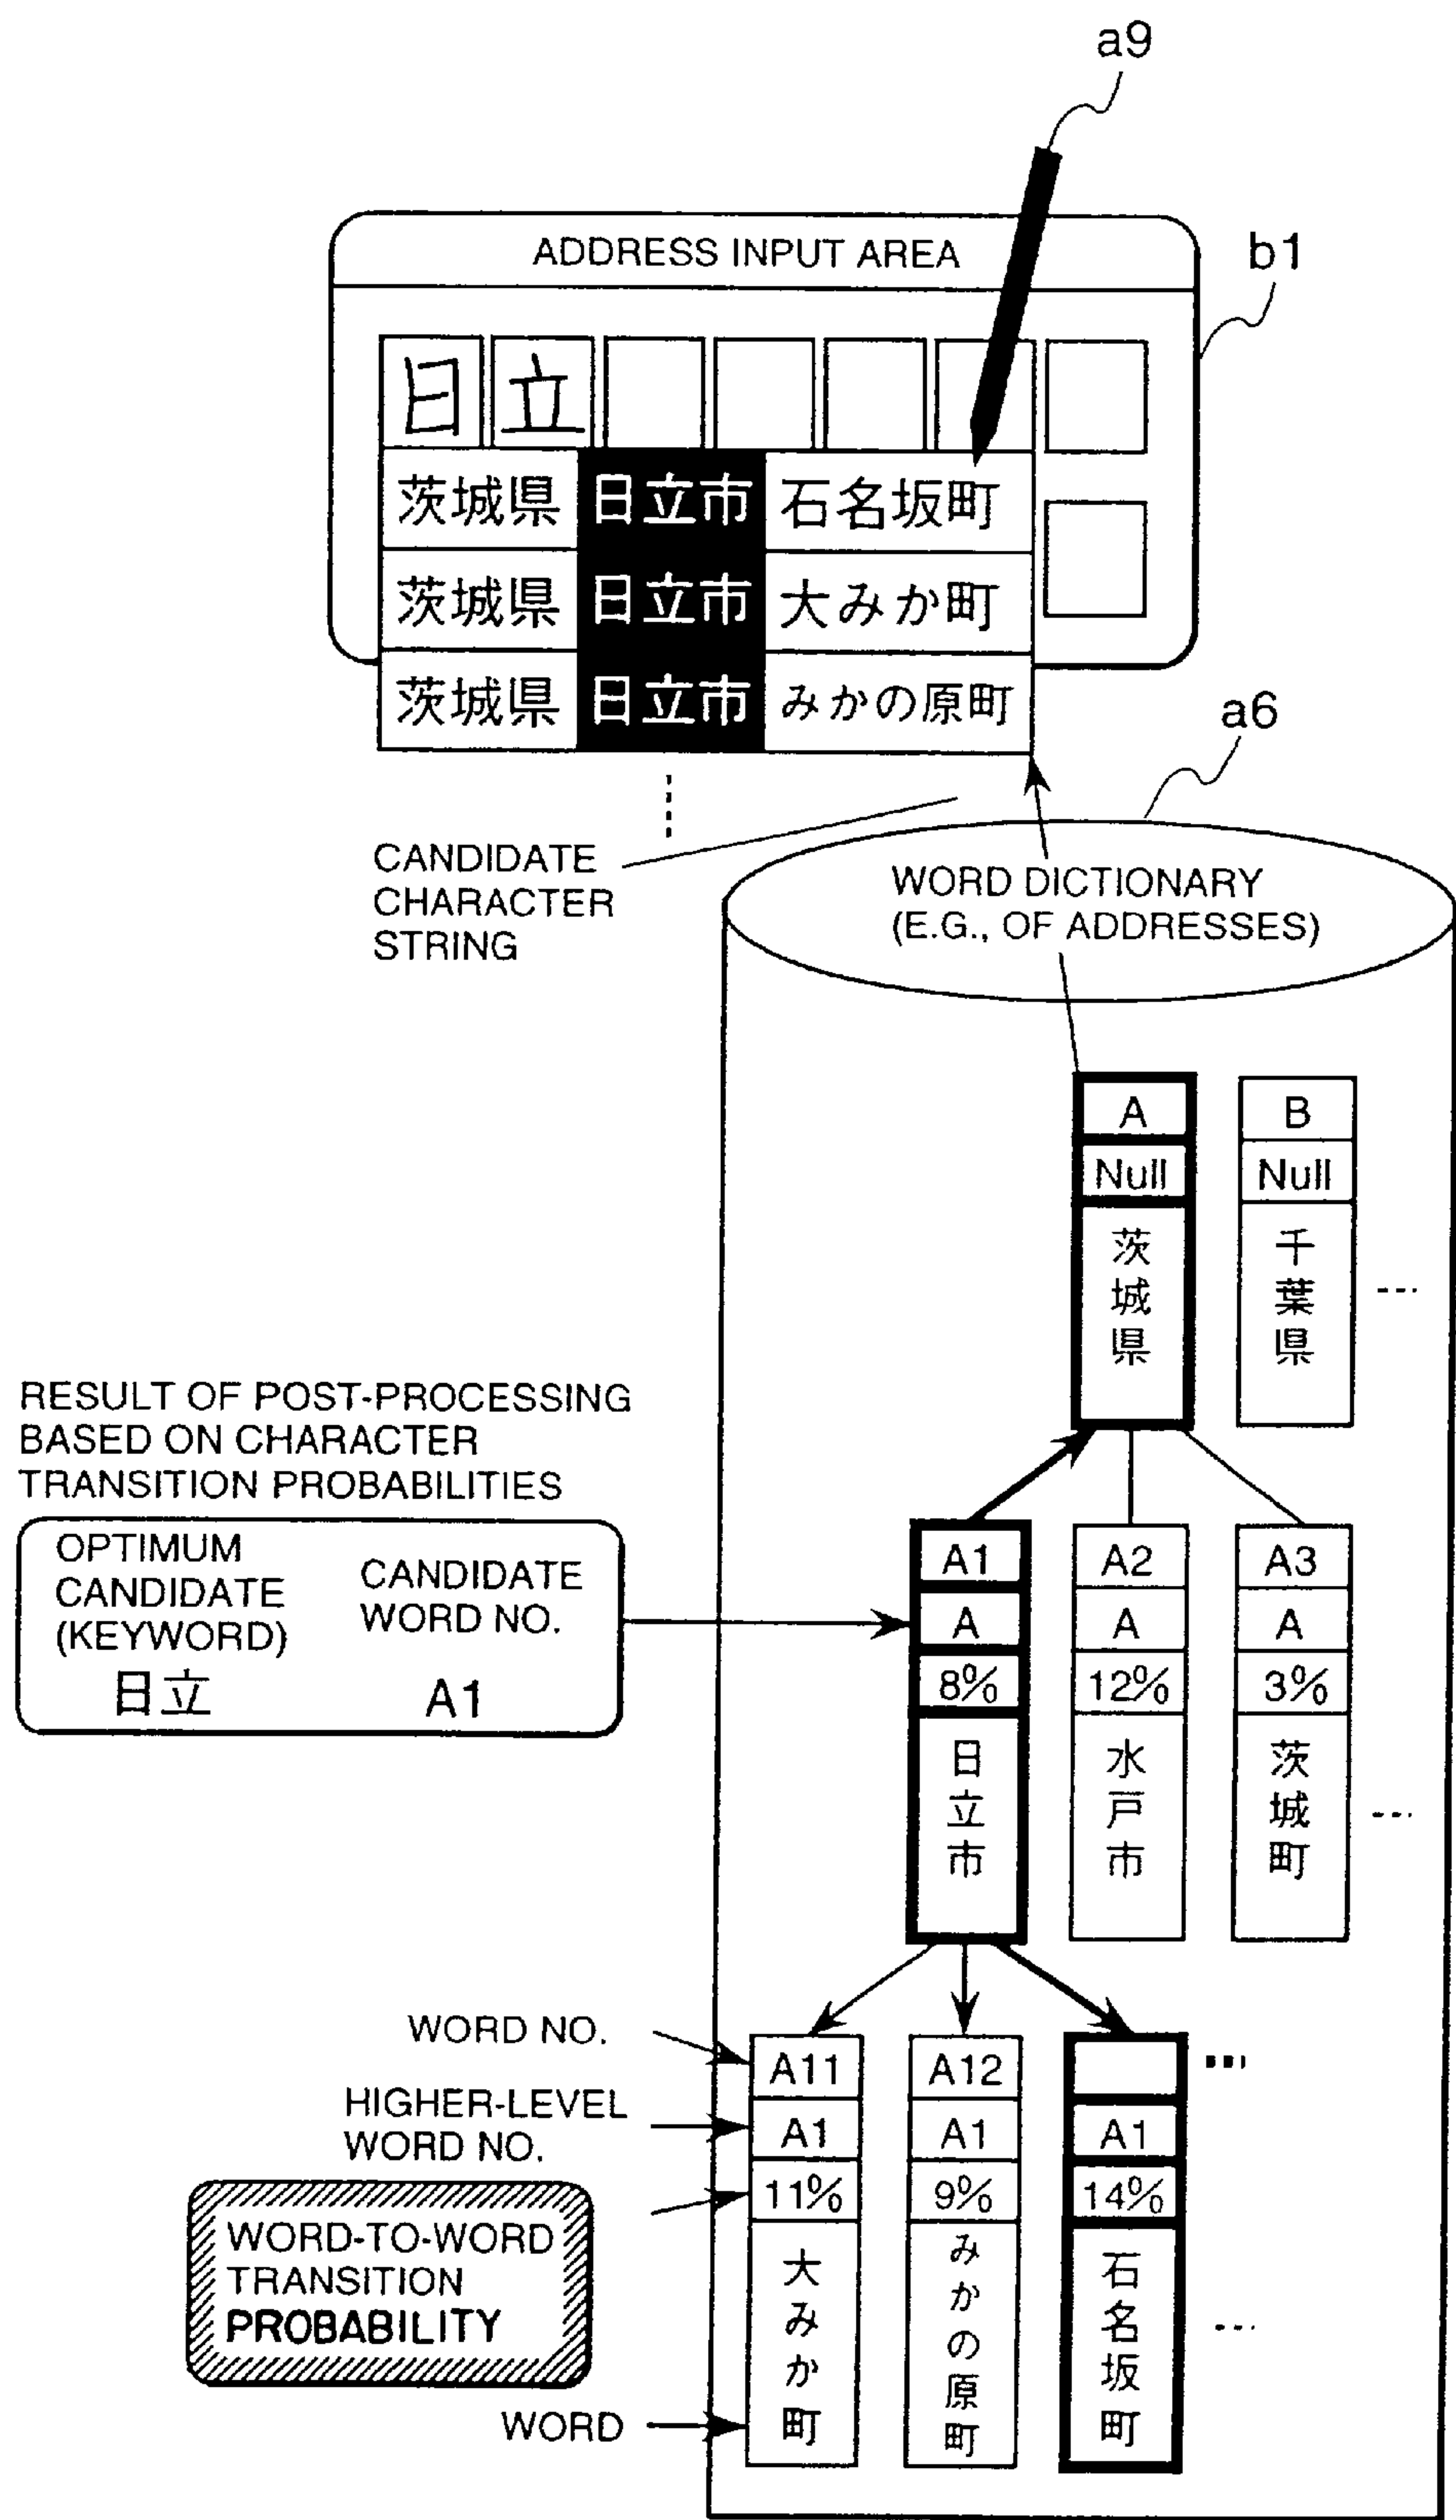 a9
ADDRESS INPUT AREA
b1
日立
茨城県 日立市 石名坂町
茨城県 日立市 大みか町
茨城県 日立市 みかの原町
a6
CANDIDATE
CHARACTER
STRING
WORD DICTIONARY
(E.G., OF ADDRESSES)
A
Null
茨城県
B
Null
千葉県
RESULT OF POST-PROCESSING
BASED ON CHARACTER
TRANSITION PROBABILITIES
OPTIMUM
CANDIDATE
(KEYWORD)
日立
CANDIDATE
WORD NO.
A1
A1
A
8%
日立市
A2
A
12%
水戸市
A3
A
3%
茨城町
WORD NO.
HIGHER-LEVEL
WORD NO.
WORD-TO-WORD
TRANSITION
PROBABILITY
WORD
A11
A1
11%
大みか町
A12
A1
9%
みかの原町
A1
14%
石名坂町